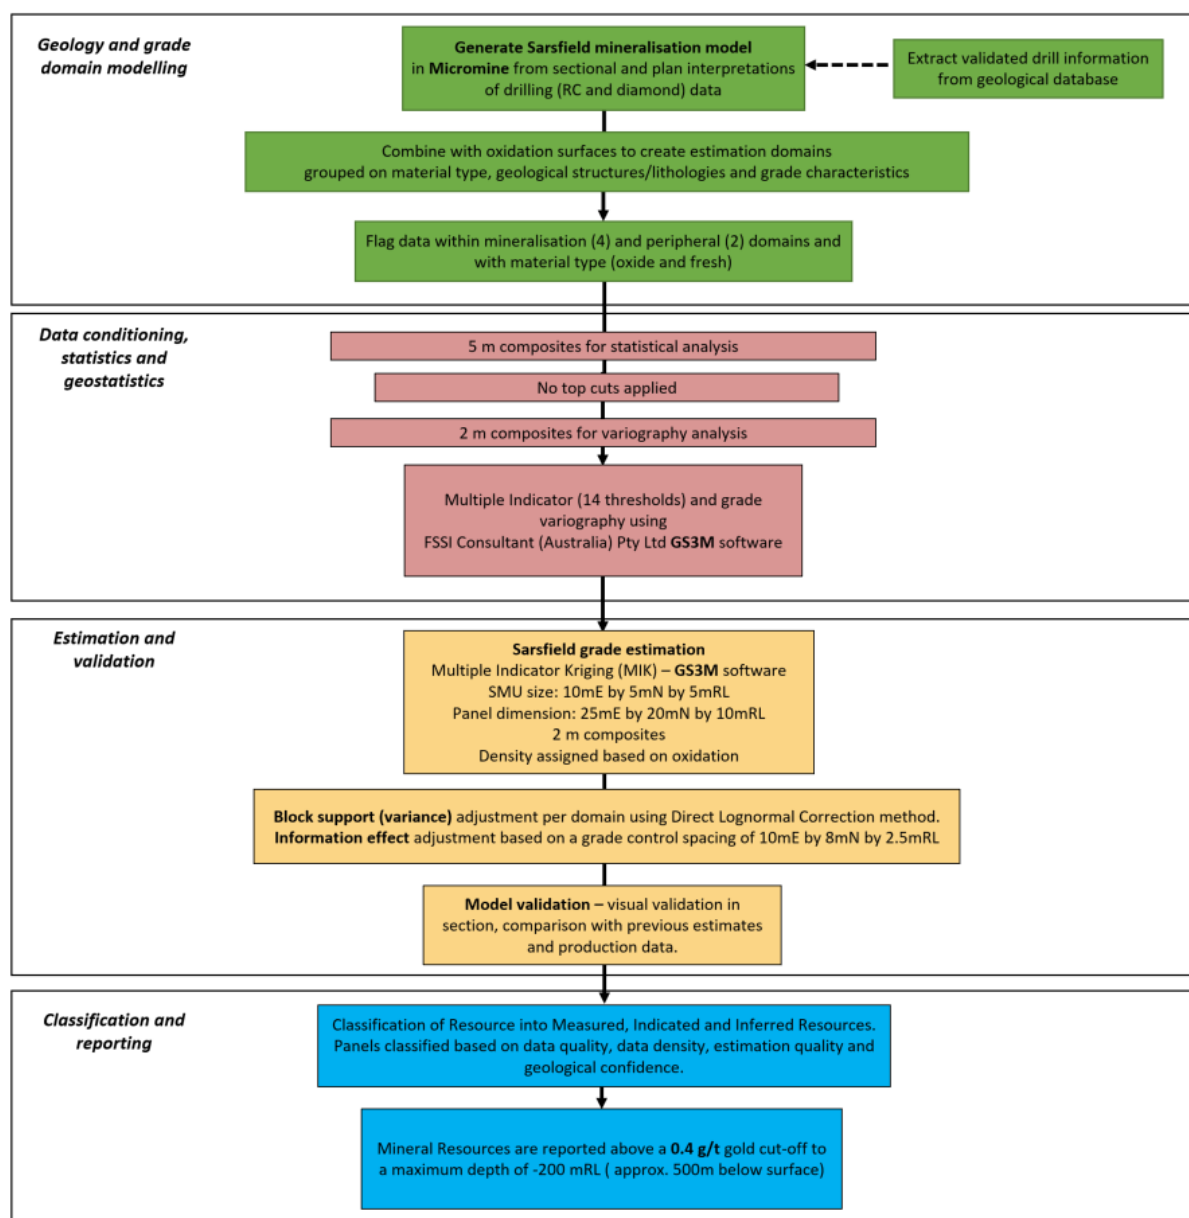 Geology and grade
domain modelling
Generate Sarsfield mineralisation model
in Micromine from sectional and plan interpretations
of drilling (RC and diamond) data
Extract validated drill information
from geological database
Combine with oxidation surfaces to create estimation domains
grouped on material type, geological structures/lithologies and grade characteristics
Flag data within mineralisation (4) and peripheral (2) domains and
with material type (oxide and fresh)
Data conditioning,
statistics and
geostatistics
5 m composites for statistical analysis
No top cuts applied
2 m composites for variography analysis
Multiple Indicator (14 thresholds) and grade
variography using
FSSI Consultant (Australia) Pty Ltd GS3M software
Estimation and
validation
Sarsfield grade estimation
Multiple Indicator Kriging (MIK) – GS3M software
SMU size: 10mE by 5mN by 5mRL
Panel dimension: 25mE by 20mN by 10mRL
2 m composites
Density assigned based on oxidation
Block support (variance) adjustment per domain using Direct Lognormal Correction method.
Information effect adjustment based on a grade control spacing of 10mE by 8mN by 2.5mRL
Model validation – visual validation in
section, comparison with previous estimates
and production data.
Classification and
reporting
Classification of Resource into Measured, Indicated and Inferred Resources.
Panels classified based on data quality, data density, estimation quality and
geological confidence.
Mineral Resources are reported above a 0.4 g/t gold cut-off to
a maximum depth of -200 mRL ( approx. 500m below surface)